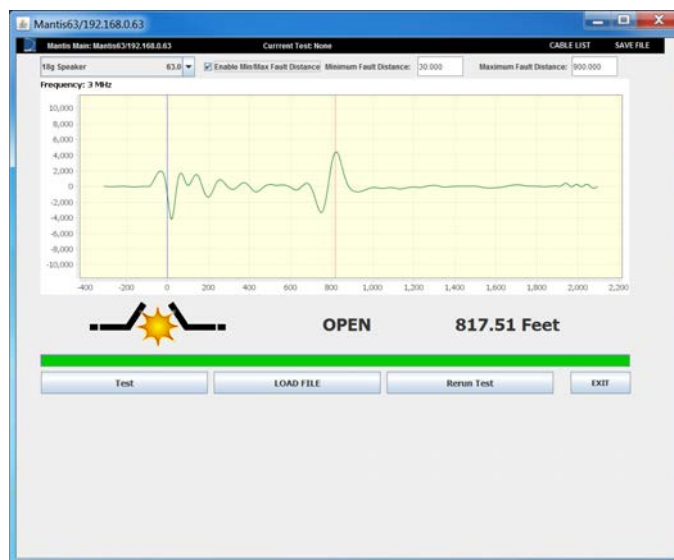 Mantis63/192.168.0.63
Mantis Main: Mantis63/192.168.0.63 Currrent Test: None CABLE LIST SAVE FILE
18g Speaker 63.0 Enable Min/Max Fault Distance Minimum Fault Distance: 30.000 Maximum Fault Distance: 900.000
Frequency: 3 MHz
10,000
8,000
6,000
4,000
2,000
0
-2,000
-4,000
-6,000
-8,000
-10,000
-400 -200 0 200 400 600 800 1,000 1,200 1,400 1,600 1,800 2,000 2,200
OPEN 817.51 Feet
Test LOAD FILE Rerun Test EXIT